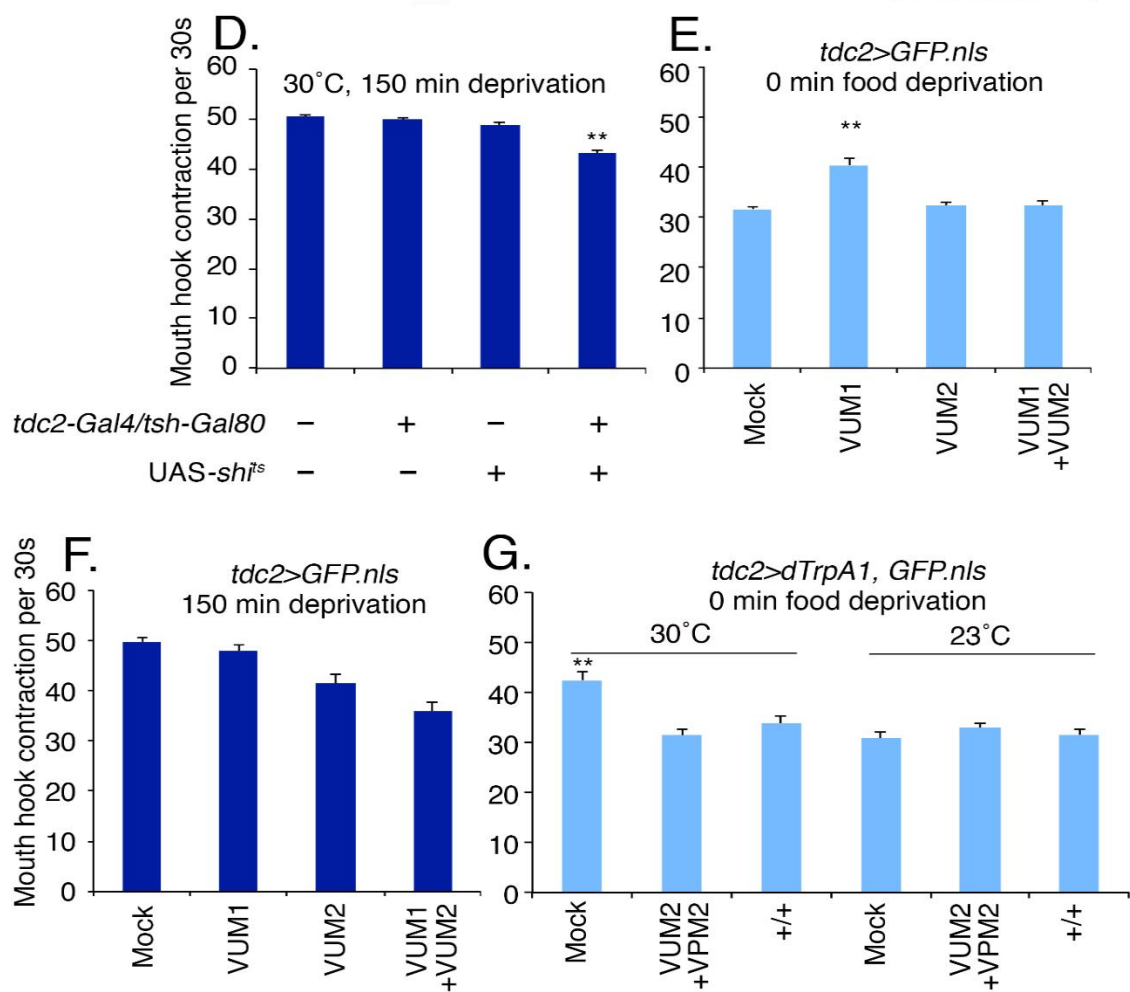 D.
Mouth hook contraction per 30s
30˚C, 150 min deprivation
60
50
40
30
20
10
0
**
tdc2-Gal4/tsh-Gal80 – + – +
UAS-shiᵗˢ – – + +
E.
tdc2>GFP.nls
0 min food deprivation
60
50
40
30
20
10
0
**
Mock
VUM1
VUM2
VUM1
+VUM2
F.
Mouth hook contraction per 30s
tdc2>GFP.nls
150 min deprivation
60
50
40
30
20
10
0
Mock
VUM1
VUM2
VUM1
+VUM2
G.
tdc2>dTrpA1, GFP.nls
0 min food deprivation
30˚C
23˚C
60
50
40
30
20
10
0
**
Mock
VUM2
+VPM2
+/+
Mock
VUM2
+VPM2
+/+